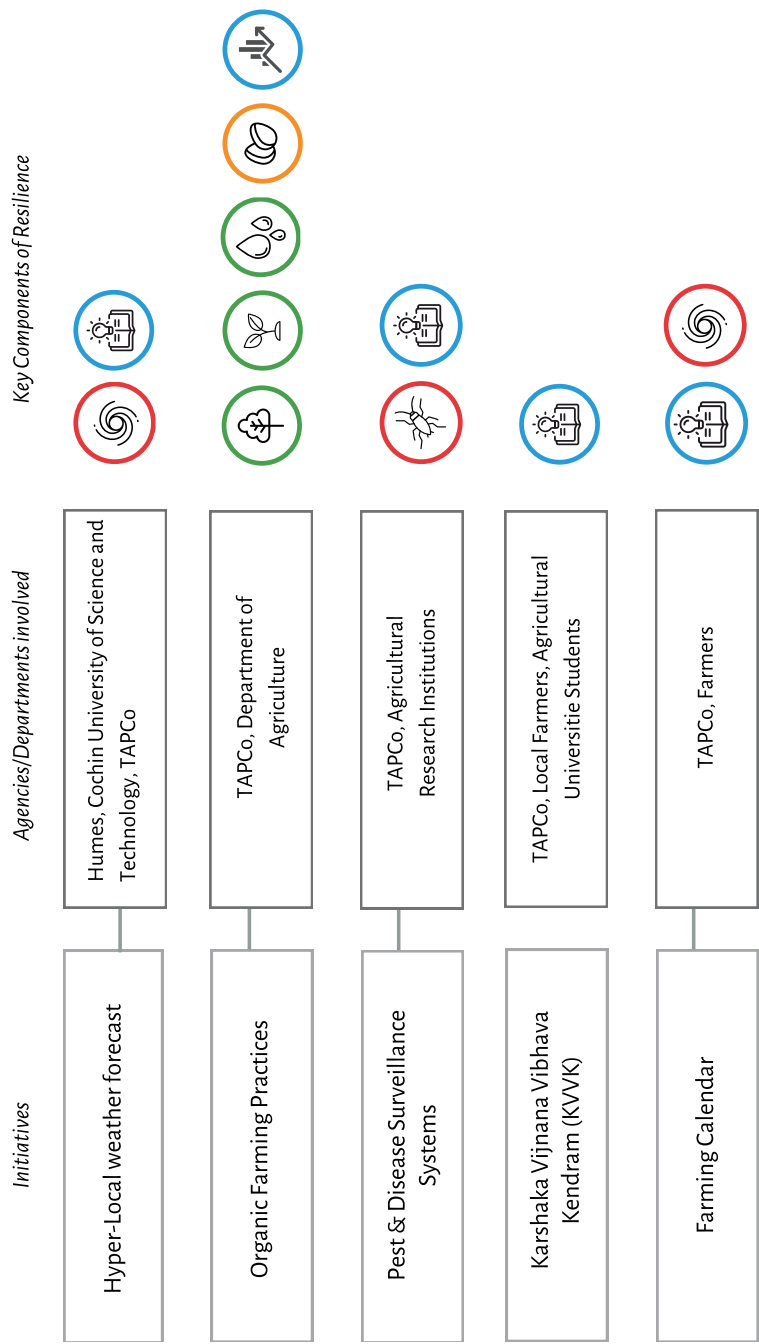 Initiatives
Agencies/Departments involved
Key Components of Resilience
Hyper-Local weather forecast
Humes, Cochin University of Science and
Technology, TAPCo
Organic Farming Practices
TAPCo, Department of
Agriculture
Pest & Disease Surveillance
Systems
TAPCo, Agricultural
Research Institutions
Karshaka Vijnana Vibhava
Kendram (KVVK)
TAPCo, Local Farmers, Agricultural
Universitie Students
Farming Calendar
TAPCo, Farmers